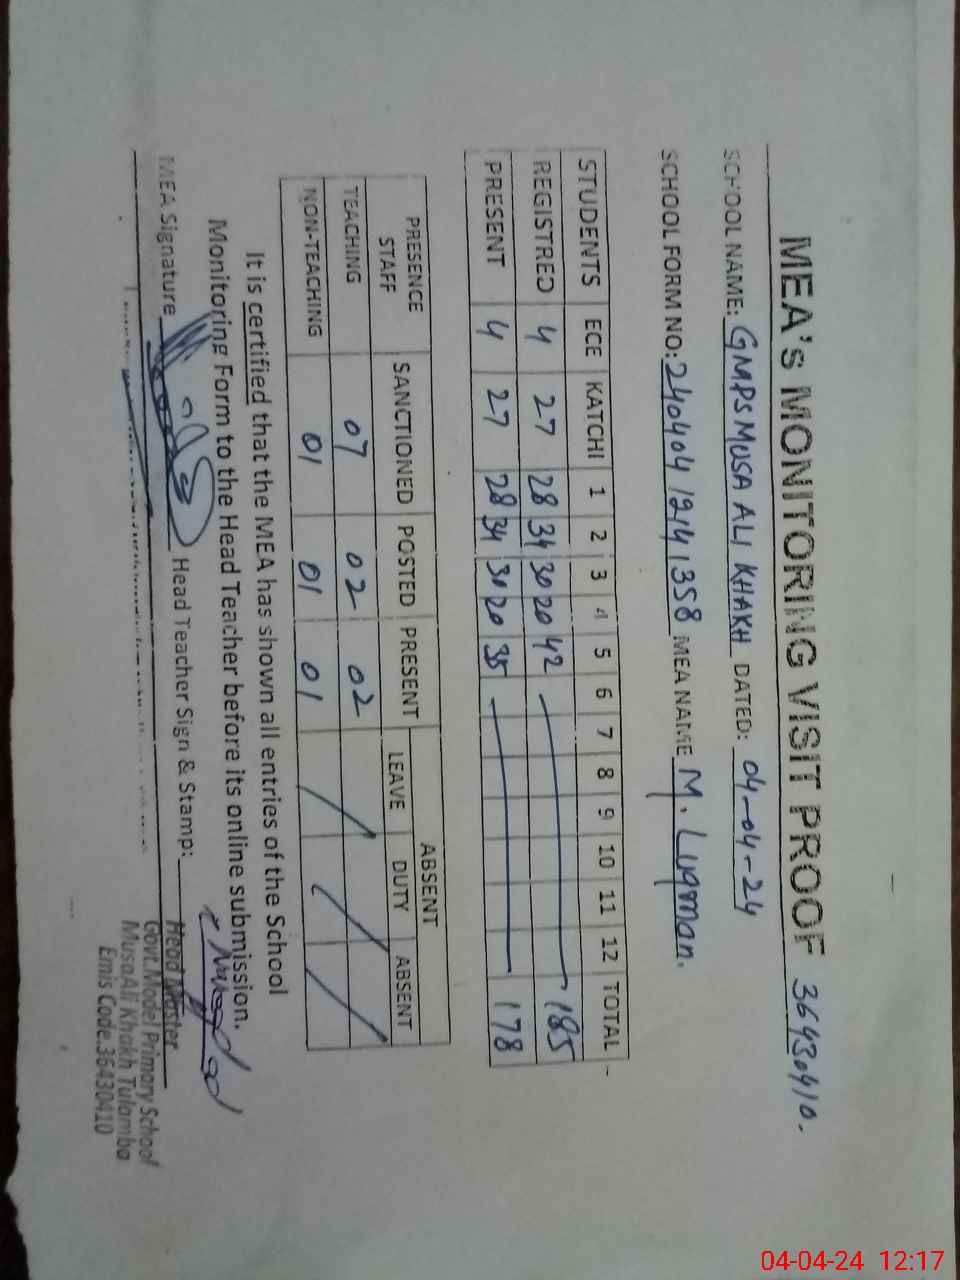 MEA's MONITORING VISIT PROOF 36430410.
SCHOOL NAME: GMPS MUSA ALI KHAKH DATED: 04-04-24
SCHOOL FORM NO: 240404 1214 1358 MEA NAME M. Luqman.
STUDENTS ECE KATCHI 1 2 3 4 5 6 7 8 9 10 11 12 TOTAL
REGISTRED 4 27 28 34 30 20 42 185
PRESENT 4 27 28 34 30 20 35 178
PRESENCE STAFF SANCTIONED POSTED PRESENT ABSENT
LEAVE DUTY ABSENT
TEACHING 07 02 02
NON-TEACHING 01 01 01
It is certified that the MEA has shown all entries of the School
Monitoring Form to the Head Teacher before its online submission.
MEA Signature Head Teacher Sign & Stamp:
Head Master
Govt.Model Primary School
MusaAli Khakh Tulamba
Emis Code.36430410
04-04-24 12:17